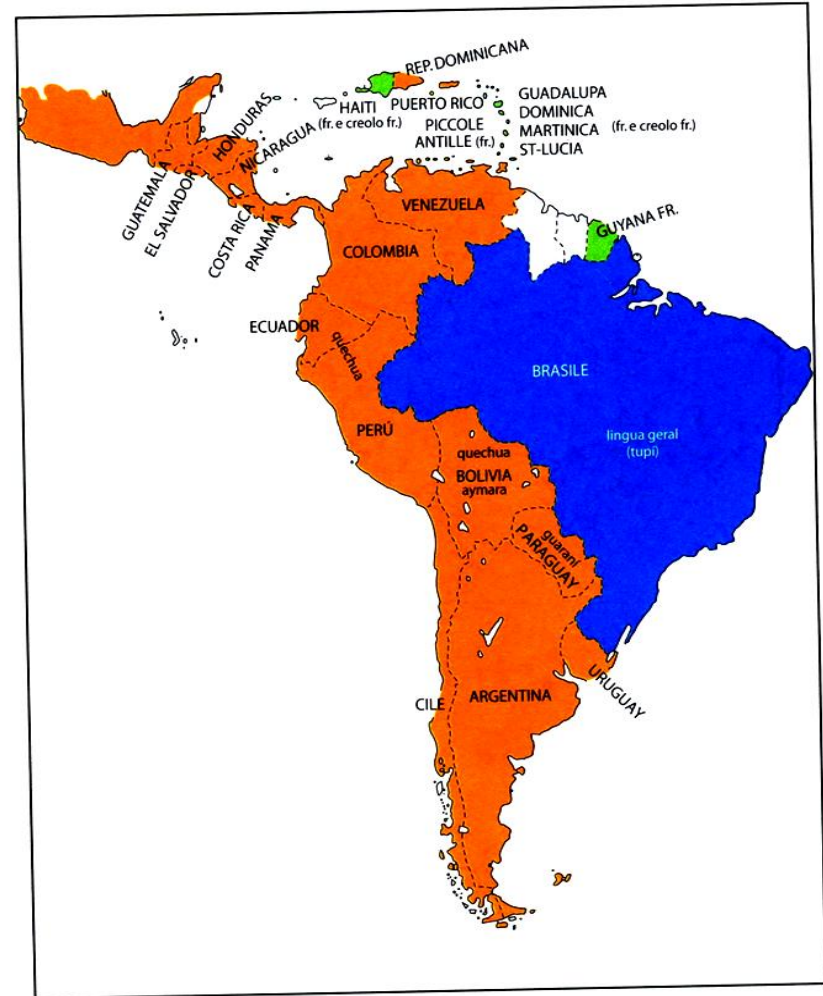 REP. DOMINICANA
HAITI
(fr. e creolo fr.)
PUERTO RICO
PICCOLE
ANTILLE (fr.)
GUADALUPA
DOMINICA
MARTINICA (fr. e creolo fr.)
ST-LUCIA
HONDURAS
NICARAGUA
GUATEMALA
EL SALVADOR
COSTA RICA
PANAMA
VENEZUELA
GUYANA FR.
COLOMBIA
ECUADOR
quechua
BRASILE
PERÚ
lingua geral
(tupi)
quechua
BOLIVIA
aymara
guaraní
PARAGUAY
URUGUAY
CILE
ARGENTINA